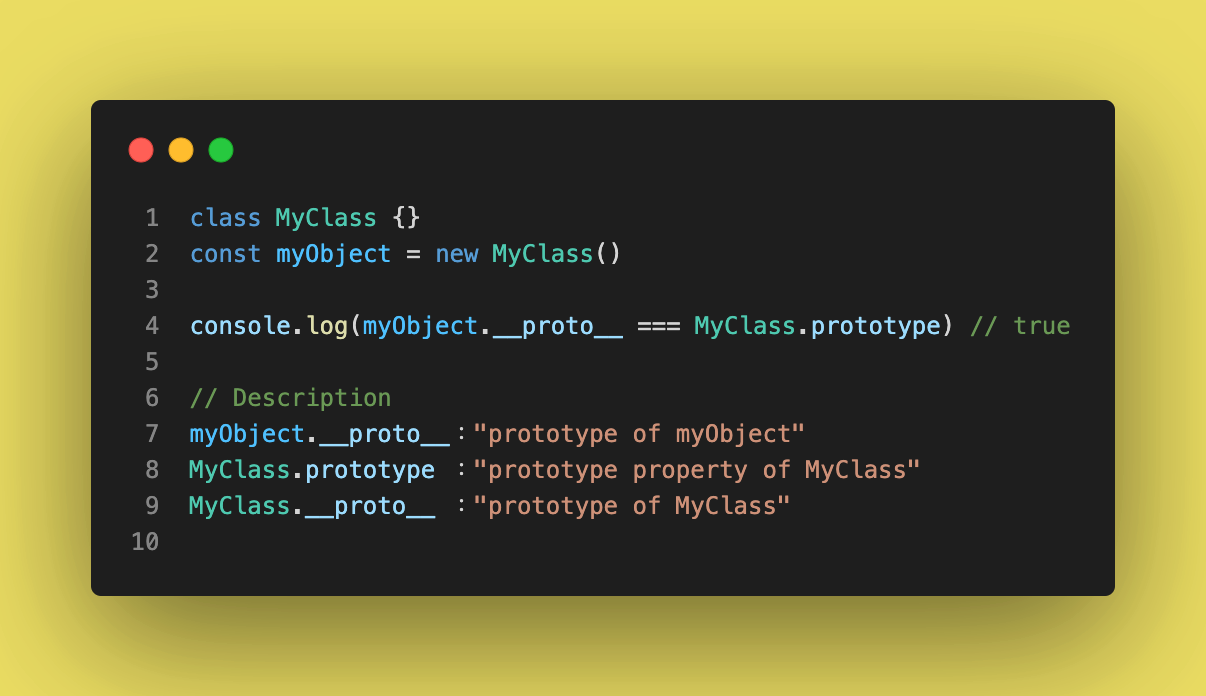 1 class MyClass {}
2 const myObject = new MyClass()
3
4 console.log(myObject.__proto__ === MyClass.prototype) // true
5
6 // Description
7 myObject.__proto__："prototype of myObject"
8 MyClass.prototype ："prototype property of MyClass"
9 MyClass.__proto__ ："prototype of MyClass"
10